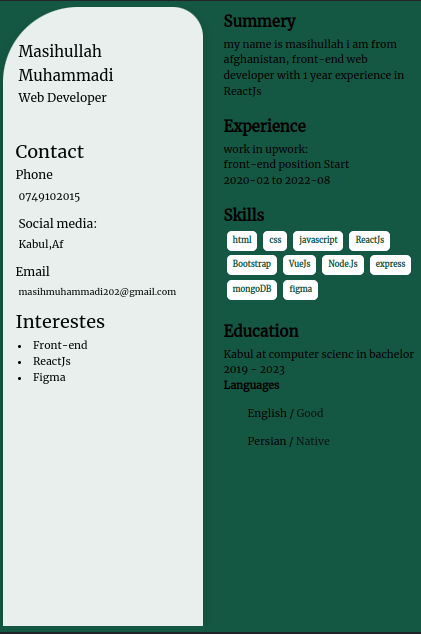 Masihullah
Muhammadi
Web Developer
Contact
Phone
0749102015
Social media:
Kabul,Af
Email
masihmuhammadi202@gmail.com
Interestes
Front-end
ReactJs
Figma
Summery
my name is masihullah i am from
afghanistan, front-end web
developer with 1 year experience in
ReactJs
Experience
work in upwork:
front-end position Start
2020-02 to 2022-08
Skills
html css javascript ReactJs
Bootstrap VueJs Node.Js express
mongoDB figma
Education
Kabul at computer scienc in bachelor
2019 - 2023
Languages
English / Good
Persian / Native